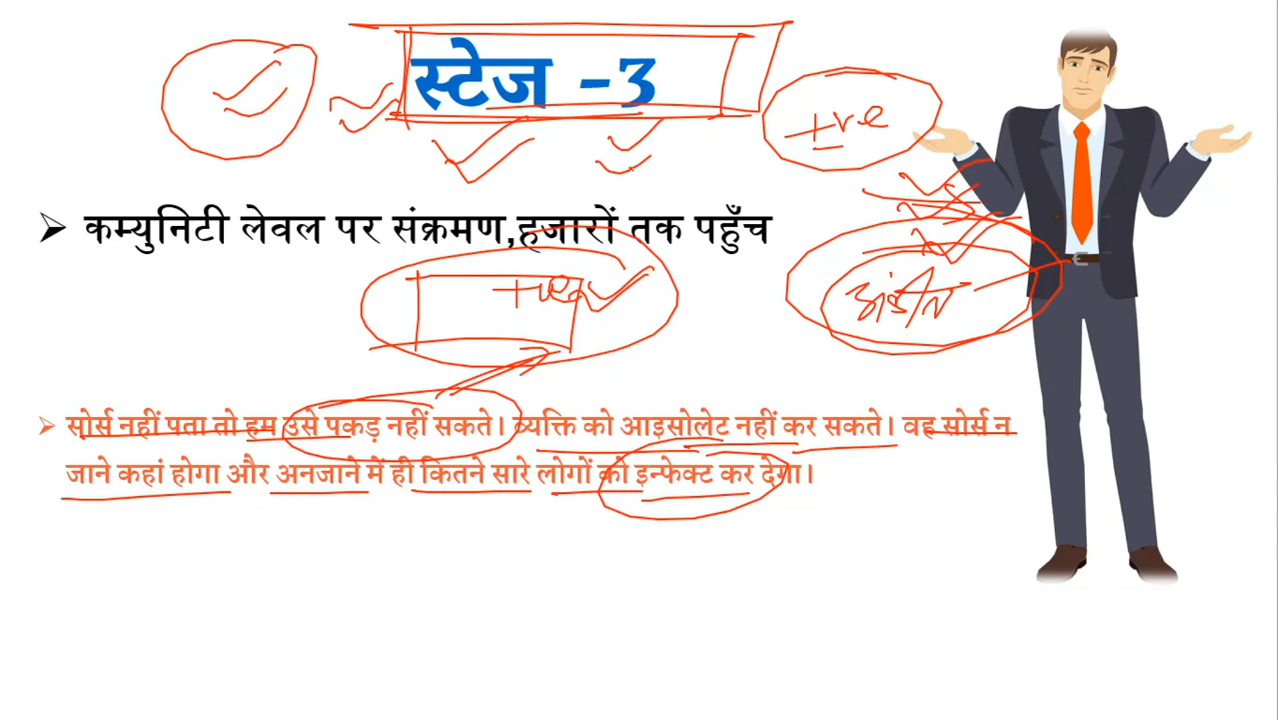 स्टेज -3
+ve
➢ कम्युनिटी लेवल पर संक्रमण,हजारों तक पहुँच
➢ सोर्स नहीं पता तो हम उसे पकड़ नहीं सकते। व्यक्ति को आइसोलेट नहीं कर सकते। वह सोर्स न
जाने कहां होगा और अनजाने में ही कितने सारे लोगों को इन्फेक्ट कर देगा।